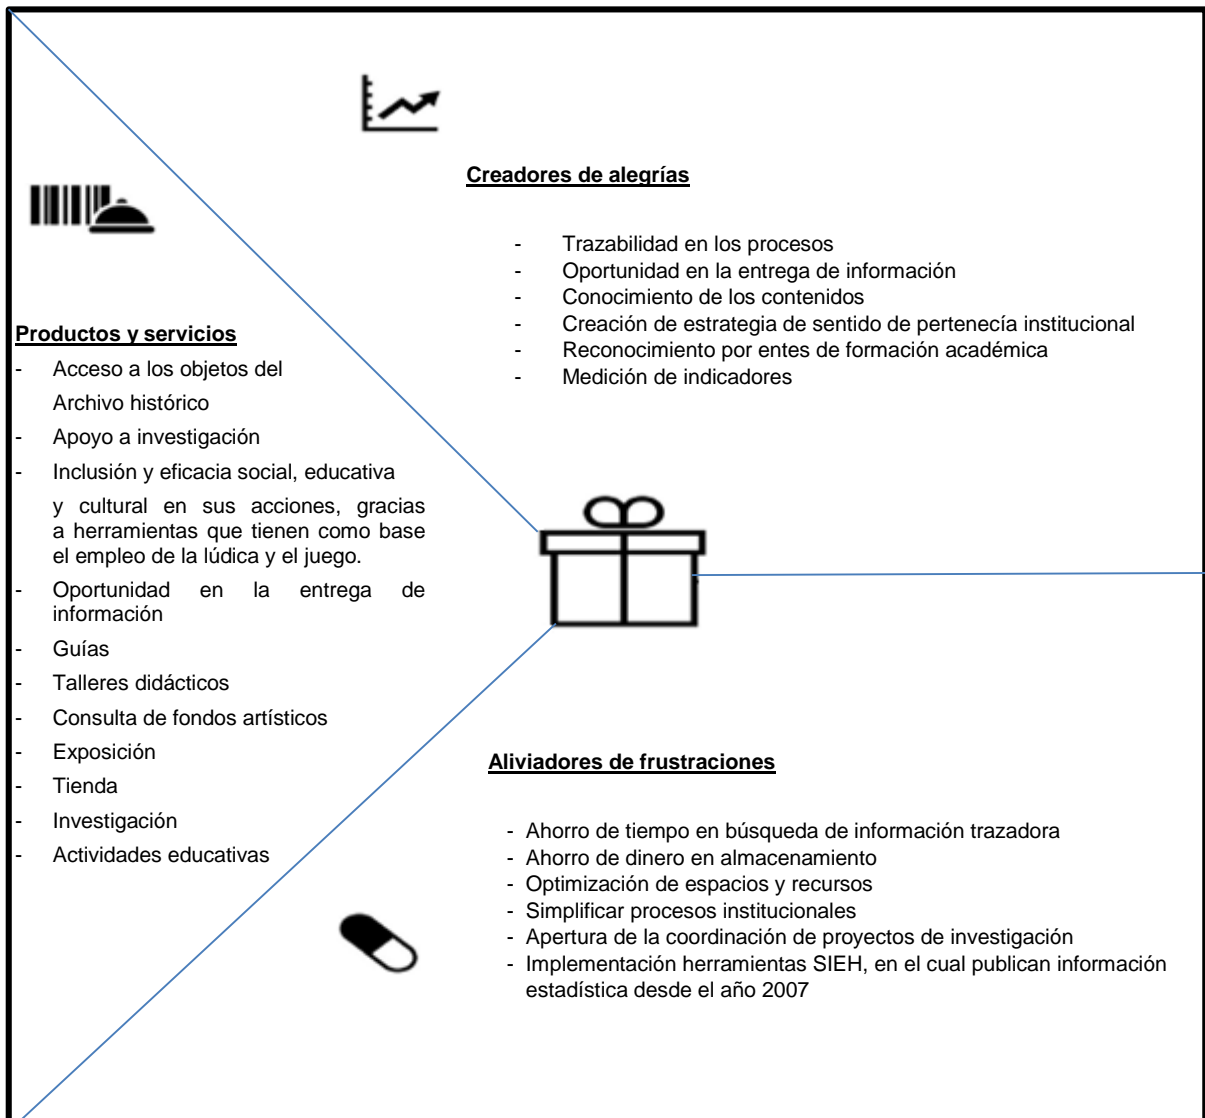 Creadores de alegrías
- Trazabilidad en los procesos
- Oportunidad en la entrega de información
- Conocimiento de los contenidos
- Creación de estrategia de sentido de pertenecía institucional
- Reconocimiento por entes de formación académica
- Medición de indicadores
Productos y servicios
- Acceso a los objetos del
Archivo histórico
- Apoyo a investigación
- Inclusión y eficacia social, educativa
y cultural en sus acciones, gracias
a herramientas que tienen como base
el empleo de la lúdica y el juego.
- Oportunidad en la entrega de
información
- Guías
- Talleres didácticos
- Consulta de fondos artísticos
- Exposición
- Tienda
- Investigación
- Actividades educativas
Aliviadores de frustraciones
- Ahorro de tiempo en búsqueda de información trazadora
- Ahorro de dinero en almacenamiento
- Optimización de espacios y recursos
- Simplificar procesos institucionales
- Apertura de la coordinación de proyectos de investigación
- Implementación herramientas SIEH, en el cual publican información
estadística desde el año 2007